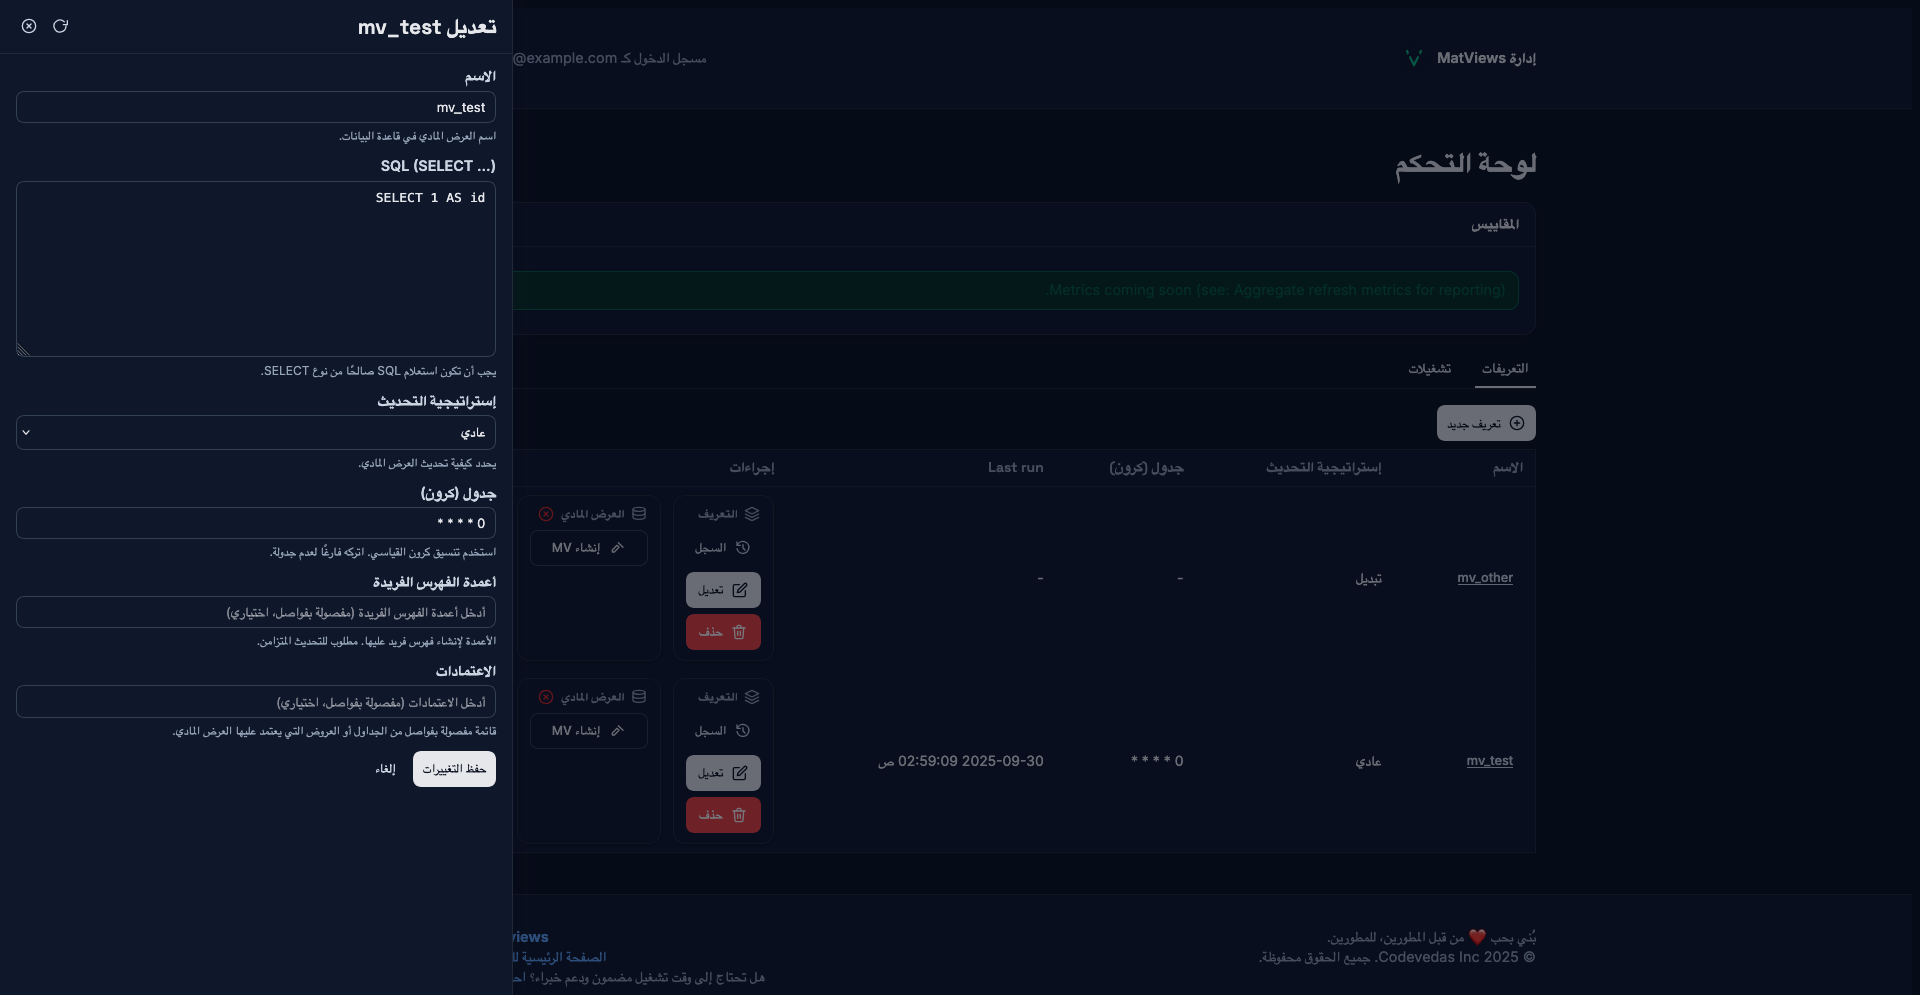 تعديل mv_test
الاسم
mv_test
اسم العرض المادي في قاعدة البيانات.
SQL (SELECT ...)
SELECT 1 AS id
يجب أن تكون استعلام SQL صالحًا من نوع SELECT.
إستراتيجية التحديث
عادي
يحدد كيفية تحديث العرض المادي.
جدول (كرون)
0 * * * *
استخدم تنسيق كرون القياسي. اتركه فارغًا لعدم جدولة.
أعمدة الفهرس الفريدة
أدخل أعمدة الفهرس الفريدة (مفصولة بفواصل، اختياري)
الأعمدة لإنشاء فهرس فريد عليها. مطلوب للتحديث المتزامن.
الاعتمادات
أدخل الاعتمادات (مفصولة بفواصل، اختياري)
قائمة مفصولة بفواصل من الجداول أو العروض التي يعتمد عليها العرض المادي.
حفظ التغييرات إلغاء
إدارة MatViews
مسجل الدخول كـ @example.com
لوحة التحكم
المقاييس
Metrics coming soon (see: Aggregate refresh metrics for reporting).
التعريفات تشغيلات
تعريف جديد
الاسم إستراتيجية التحديث جدول (كرون) Last run إجراءات
mv_other تبديل - -
التعريف
السجل
تعديل
حذف
العرض المادي
إنشاء MV
mv_test عادي 0 * * * * 2025-09-30 02:59:09 ص
التعريف
السجل
تعديل
حذف
العرض المادي
إنشاء MV
بُني بحب ❤️ من قبل المطورين، للمطورين.
© 2025 Codevedas Inc. جميع الحقوق محفوظة.
views
الصفحة الرئيسية
هل تحتاج إلى وقت تشغيل مضمون ودعم خبراء؟